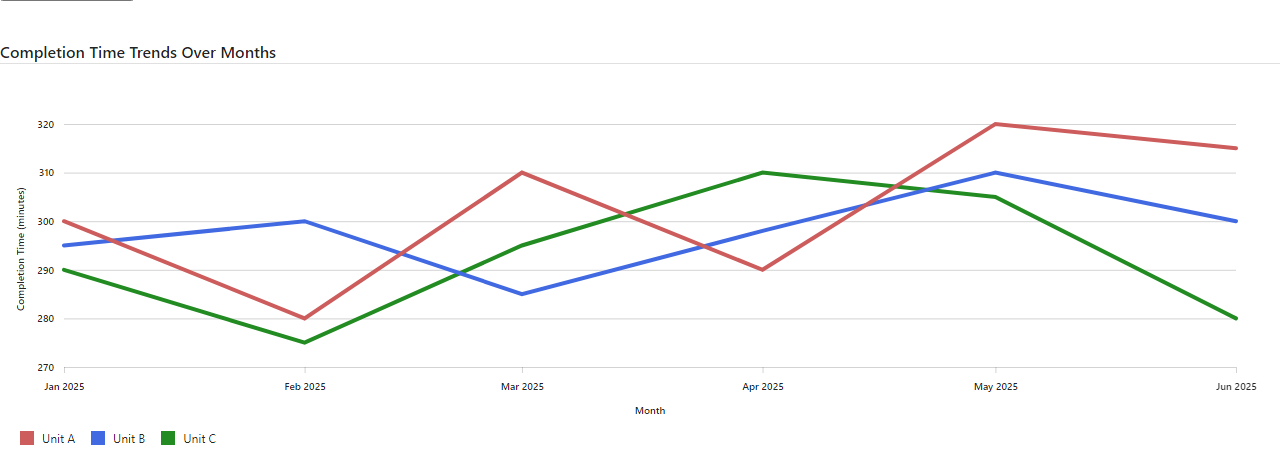 Completion Time Trends Over Months
320
310
300
290
280
270
Completion Time (minutes)
Jan 2025 Feb 2025 Mar 2025 Apr 2025 May 2025 Jun 2025
Month
Unit A Unit B Unit C